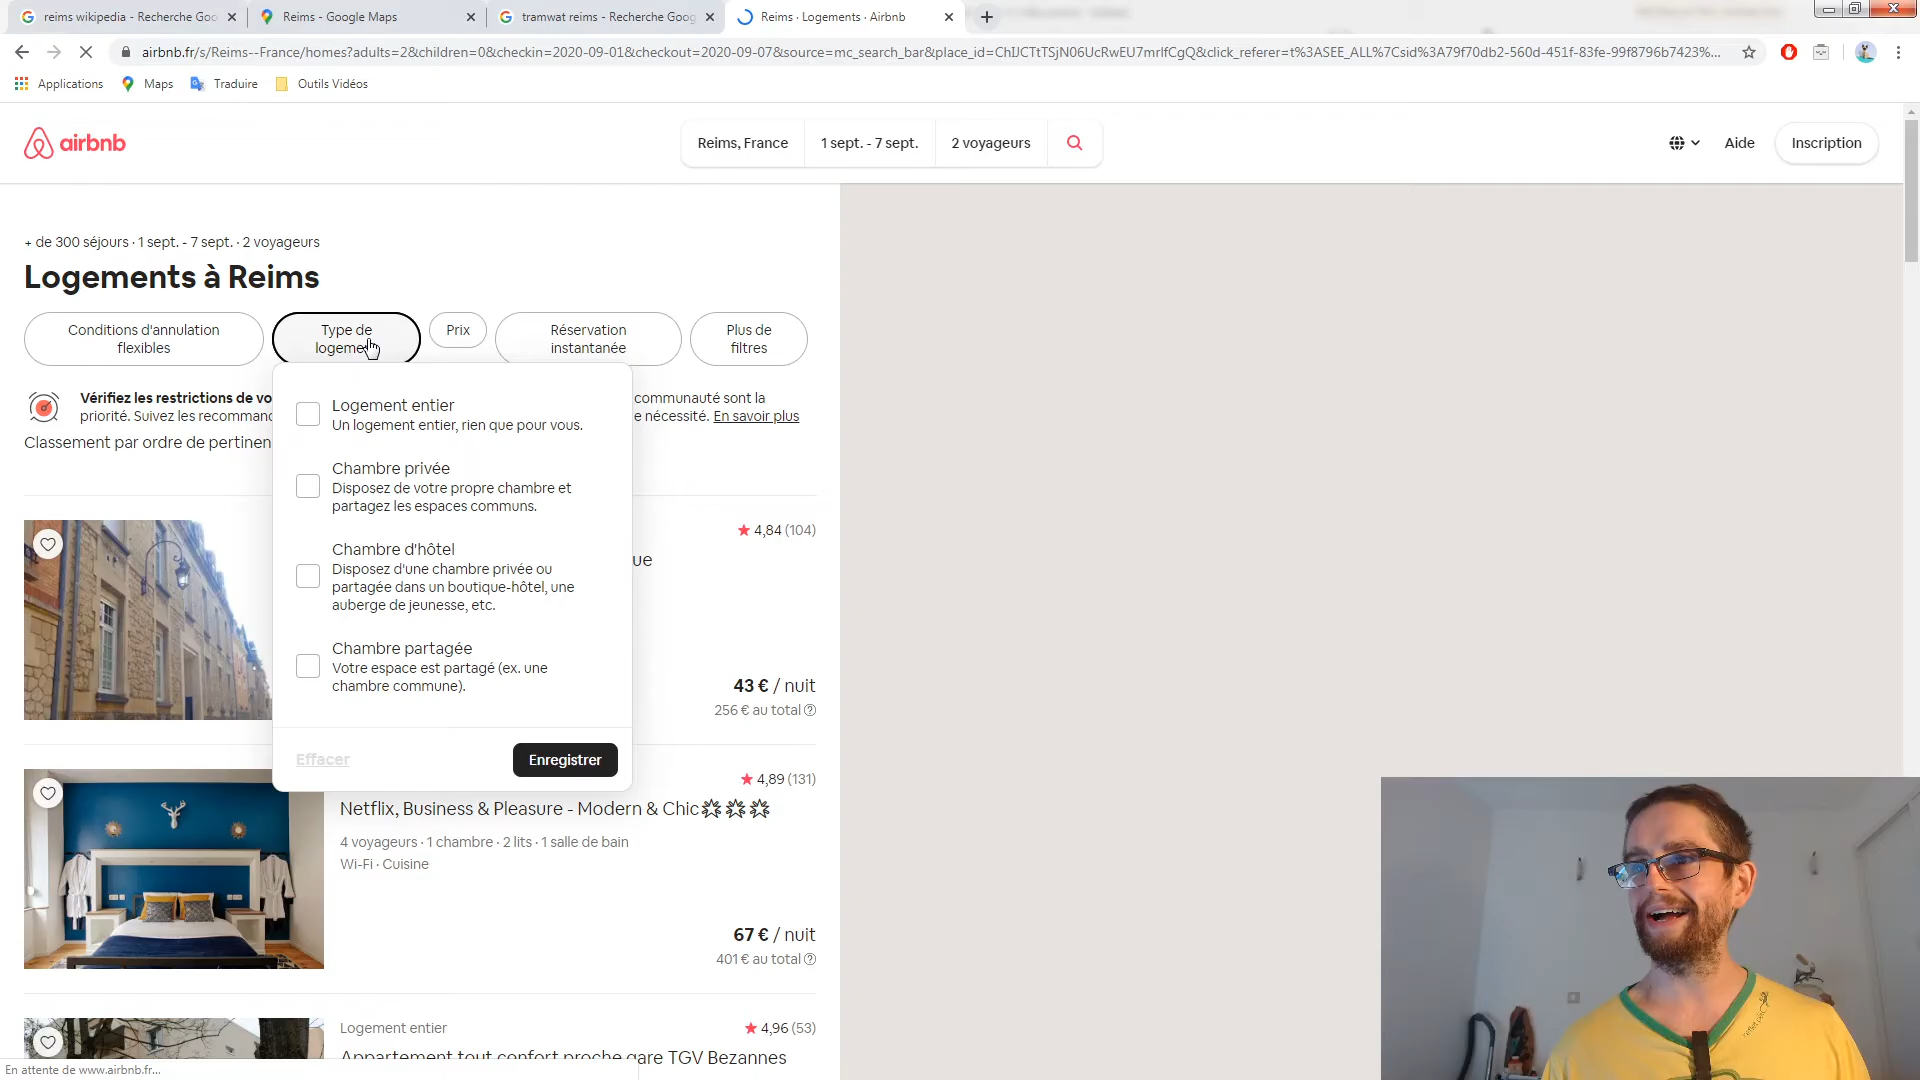 reims wikipedia - Recherche Goo
Reims - Google Maps
tramwat reims - Recherche Goog
Reims · Logements · Airbnb
airbnb.fr/s/Reims--France/homes?adults=2&children=0&checkin=2020-09-01&checkout=2020-09-07&source=mc_search_bar&place_id=ChIJCTtTSjN06UcRwEU7mrlfCgQ&click_referer=t%3ASEE_ALL%7Csid%3A79f70db2-560d-451f-83fe-99f8796b7423%...
Applications
Maps
Traduire
Outils Vidéos
airbnb
Reims, France
1 sept. - 7 sept.
2 voyageurs
Aide
Inscription
+ de 300 séjours · 1 sept. - 7 sept. · 2 voyageurs
Logements à Reims
Conditions d'annulation
flexibles
Type de
logeme
Prix
Réservation
instantanée
Plus de
filtres
Vérifiez les restrictions de vo
communauté sont la
priorité. Suivez les recommand
e nécessité. En savoir plus
Classement par ordre de pertinen
Logement entier
Un logement entier, rien que pour vous.
Chambre privée
Disposez de votre propre chambre et
partagez les espaces communs.
Chambre d'hôtel
Disposez d'une chambre privée ou
partagée dans un boutique-hôtel, une
auberge de jeunesse, etc.
Chambre partagée
Votre espace est partagé (ex. une
chambre commune).
Effacer
Enregistrer
4,84 (104)
ue
43 € / nuit
256 € au total
4,89 (131)
Netflix, Business & Pleasure - Modern & Chic
4 voyageurs · 1 chambre · 2 lits · 1 salle de bain
Wi-Fi · Cuisine
67 € / nuit
401 € au total
Logement entier
4,96 (53)
Appartement tout confort proche gare TGV Bezannes
En attente de www.airbnb.fr...